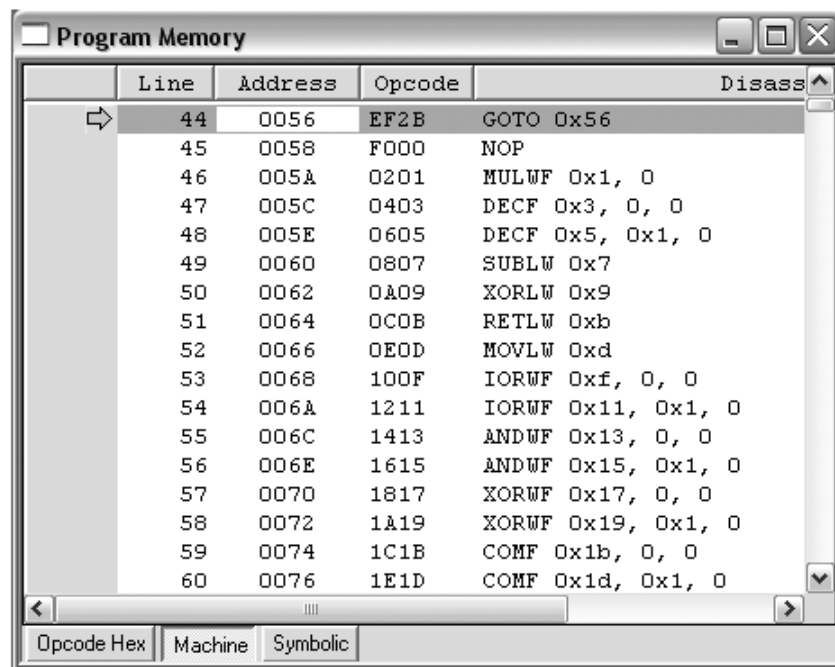 Program Memory
Line Address Opcode Disass
44 0056 EF2B GOTO 0x56
45 0058 F000 NOP
46 005A 0201 MULWF 0x1, 0
47 005C 0403 DECF 0x3, 0, 0
48 005E 0605 DECF 0x5, 0x1, 0
49 0060 0807 SUBLW 0x7
50 0062 0A09 XORLW 0x9
51 0064 0C0B RETLW 0xb
52 0066 0E0D MOVLW 0xd
53 0068 100F IORWF 0xf, 0, 0
54 006A 1211 IORWF 0x11, 0x1, 0
55 006C 1413 ANDWF 0x13, 0, 0
56 006E 1615 ANDWF 0x15, 0x1, 0
57 0070 1817 XORWF 0x17, 0, 0
58 0072 1A19 XORWF 0x19, 0x1, 0
59 0074 1C1B COMF 0x1b, 0, 0
60 0076 1E1D COMF 0x1d, 0x1, 0
Opcode Hex Machine Symbolic